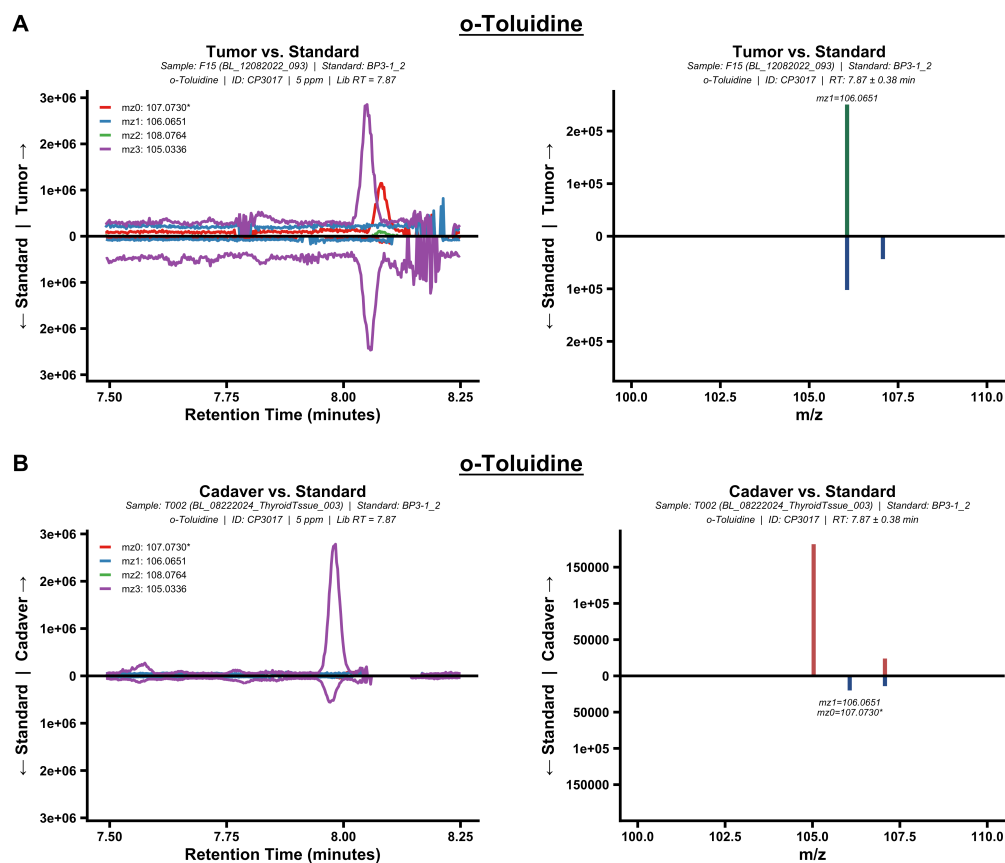 A
o-Toluidine
Tumor vs. Standard
Sample: F15 (BL_12082022_093) | Standard: BP3-1_2
o-Toluidine | ID: CP3017 | 5 ppm | Lib RT = 7.87
← Standard | Tumor →
3e+06
2e+06
1e+06
0
1e+06
2e+06
3e+06
mz0: 107.0730*
mz1: 106.0651
mz2: 108.0764
mz3: 105.0336
7.50 7.75 8.00 8.25
Retention Time (minutes)
Tumor vs. Standard
Sample: F15 (BL_12082022_093) | Standard: BP3-1_2
o-Toluidine | ID: CP3017 | RT: 7.87 ± 0.38 min
mz1=106.0651
← Standard | Tumor →
2e+05
1e+05
0
1e+05
2e+05
100.0 102.5 105.0 107.5 110.0
m/z
B
o-Toluidine
Cadaver vs. Standard
Sample: T002 (BL_08222024_ThyroidTssue_003) | Standard: BP3-1_2
o-Toluidine | ID: CP3017 | 5 ppm | Lib RT = 7.87
← Standard | Cadaver →
3e+06
2e+06
1e+06
0
1e+06
2e+06
3e+06
mz0: 107.0730*
mz1: 106.0651
mz2: 108.0764
mz3: 105.0336
7.50 7.75 8.00 8.25
Retention Time (minutes)
Cadaver vs. Standard
Sample: T002 (BL_08222024_ThyroidTssue_003) | Standard: BP3-1_2
o-Toluidine | ID: CP3017 | RT: 7.87 ± 0.38 min
← Standard | Cadaver →
150000
1e+05
50000
0
50000
1e+05
150000
mz1=106.0651
mz0=107.0730*
100.0 102.5 105.0 107.5 110.0
m/z